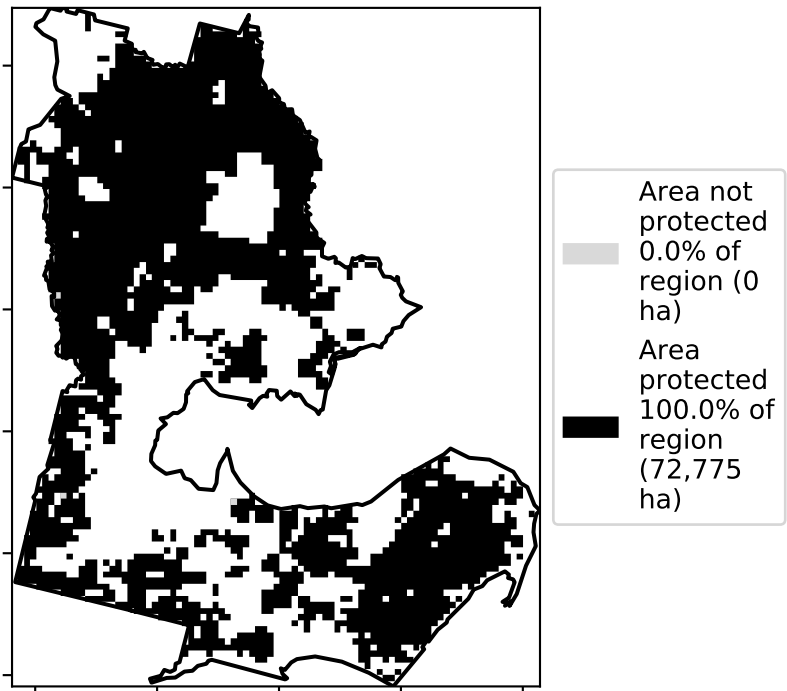 Area not
protected
0.0% of
region (0
ha)
Area
protected
100.0% of
region
(72,775
ha)